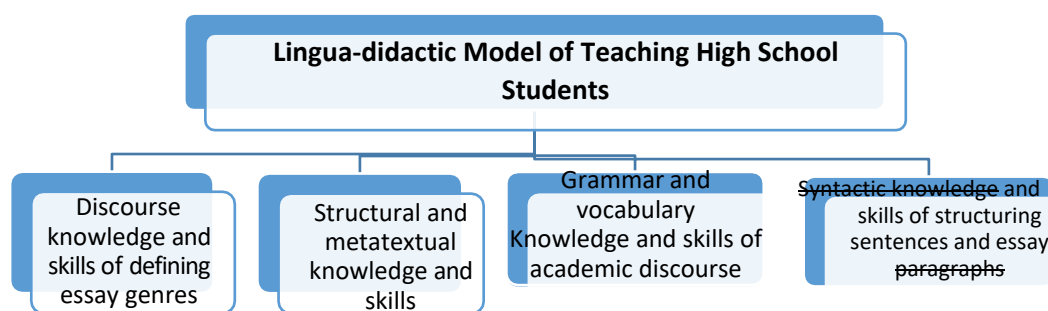 Lingua-didactic Model of Teaching High School
Students
Discourse
knowledge and
skills of defining
essay genres
Structural and
metatextual
knowledge and
skills
Grammar and
vocabulary
Knowledge and skills of
academic discourse
Syntactic knowledge and
skills of structuring
sentences and essay
paragraphs